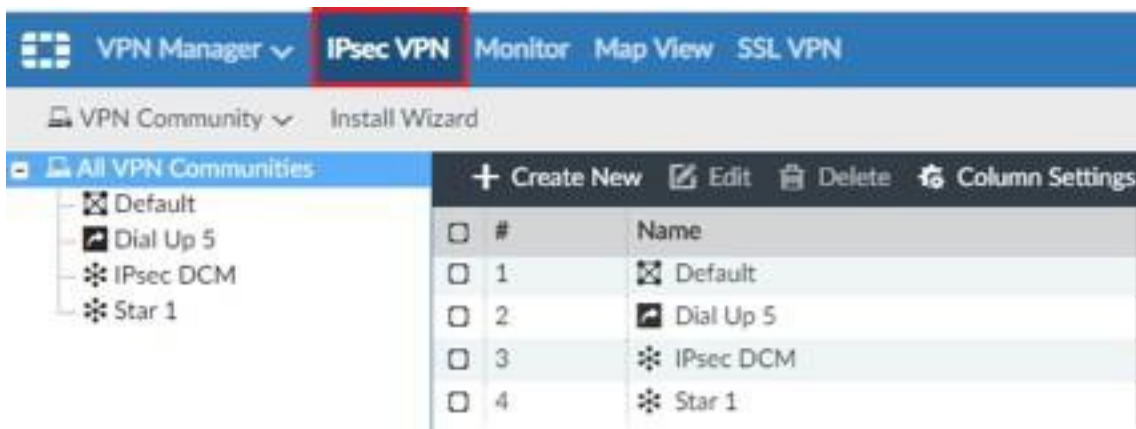 VPN Manager IPsec VPN Monitor Map View SSL VPN
VPN Community Install Wizard
All VPN Communities
Default
Dial Up 5
IPsec DCM
Star 1
Create New Edit Delete Column Settings
# Name
1 Default
2 Dial Up 5
3 IPsec DCM
4 Star 1